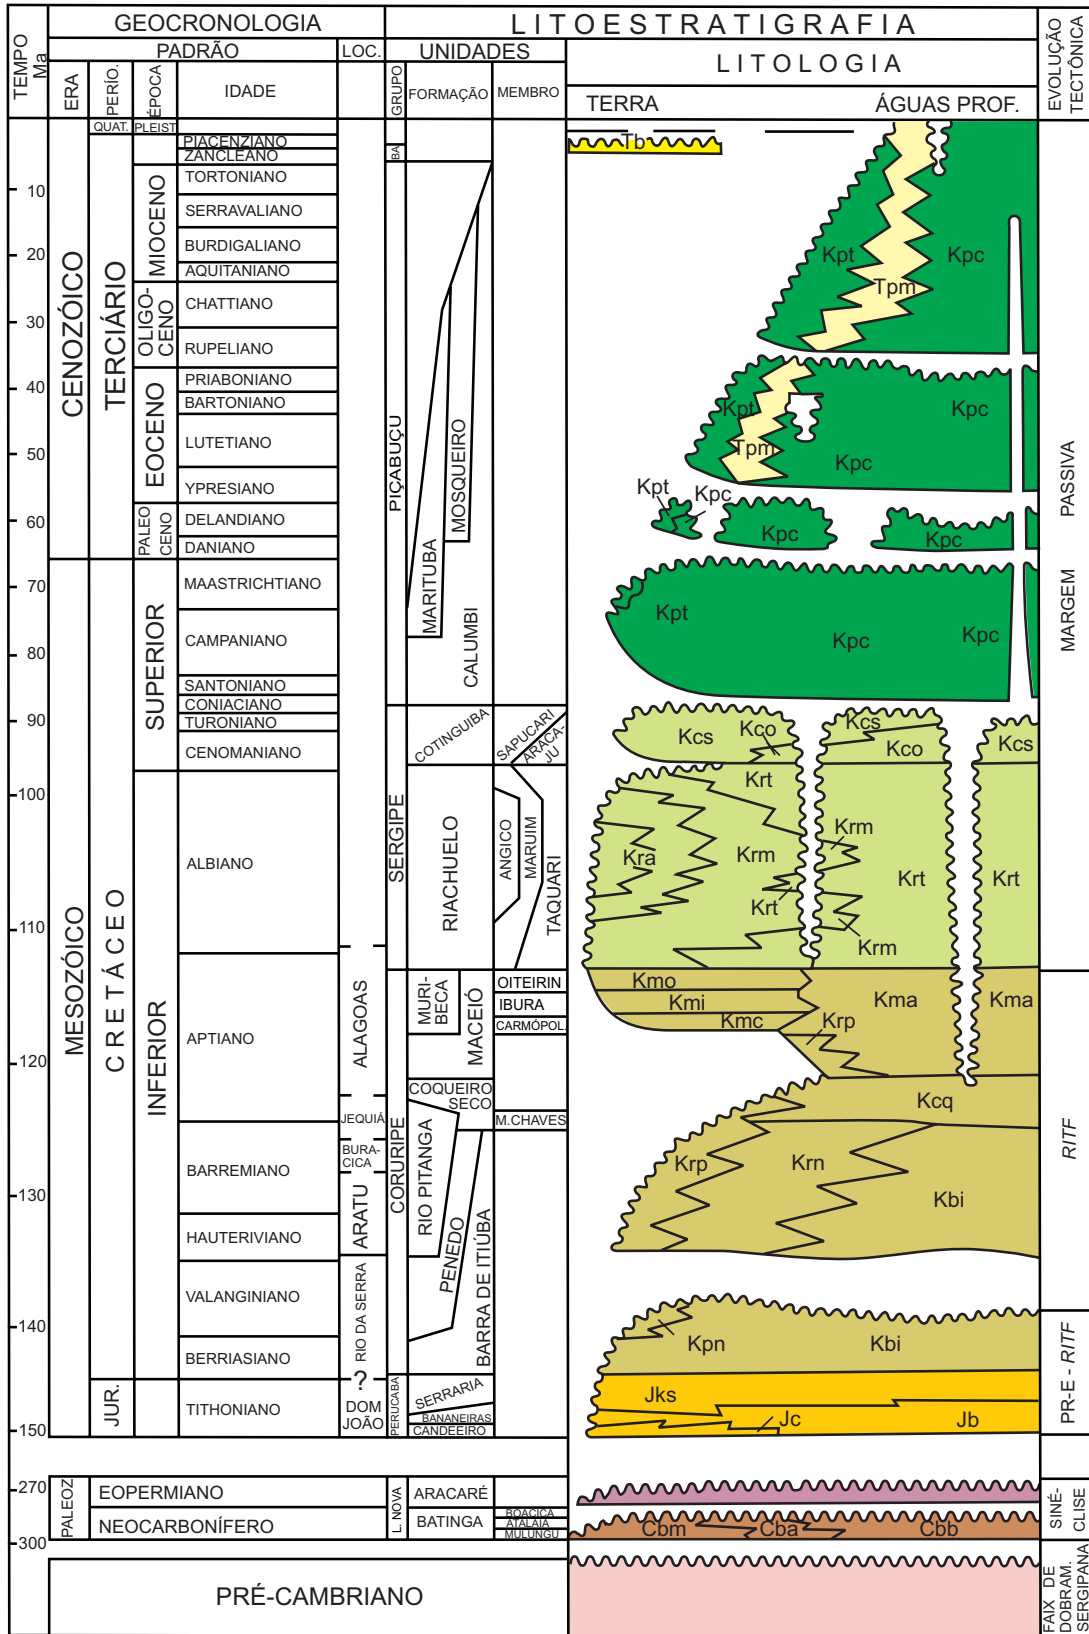 GEOCRONOLOGIA
LITOESTRATIGRAFIA
TEMPO
Ma
PADRÃO
LOC.
UNIDADES
LITOLOGIA
EVOLUÇÃO
TECTÔNICA
ERA
PERÍO.
ÉPOCA
IDADE
GRUPO
FORMAÇÃO
MEMBRO
TERRA
ÁGUAS PROF.
10
20
30
40
50
60
70
80
90
100
110
120
130
140
150
270
300
CENOZÓICO
MESOZÓICO
PALEOZ
QUAT.
TERCIÁRIO
CRETÁCEO
JUR.
PLEIST
MIOCENO
OLIGO-
CENO
EOCENO
PALEO
CENO
SUPERIOR
INFERIOR
PIACENZIANO
ZANCLEANO
TORTONIANO
SERRAVALIANO
BURDIGALIANO
AQUITANIANO
CHATTIANO
RUPELIANO
PRIABONIANO
BARTONIANO
LUTETIANO
YPRESIANO
DELANDIANO
DANIANO
MAASTRICHTIANO
CAMPANIANO
SANTONIANO
CONIACIANO
TURONIANO
CENOMANIANO
ALBIANO
APTIANO
BARREMIANO
HAUTERIVIANO
VALANGINIANO
BERRIASIANO
TITHONIANO
EOPERMIANO
NEOCARBONÍFERO
PRÉ-CAMBRIANO
ALAGOAS
JEQUIÁ
BURA-
CICA
ARATU
RIO DA SERRA
?
DOM
JOÃO
BA
PIAÇABUÇU
SERGIPE
CORURIPE
PERUCABA
L. NOVA
MARITUBA
MOSQUEIRO
CALUMBI
COTINGUIBA
SAPUCARI
ARACA-
JU
RIACHUELO
ANGICO
MARUIM
TAQUARI
MURI-
BECA
MACEIÓ
OITEIRIN
IBURA
CARMÓPOL.
COQUEIRO
SECO
M.CHAVES
RIO PITANGA
PENEDO
BARRA DE ITIÚBA
SERRARIA
BANANEIRAS
CANDEEIRO
ARACARÉ
BATINGA
BOACICA
ATALAIA
MULUNGU
Tb
Kpt
Kpc
Tpm
Kpt
Kpc
Tpm
Kpc
Kpt
Kpc
Kpc
Kpc
Kpt
Kpc
Kpc
Kcs
Kco
Kcs
Kco
Kcs
Krt
Kra
Krm
Krm
Krt
Krt
Krt
Krm
Kmo
Kmi
Kmc
Krp
Kma
Kma
Kcq
Krp
Krn
Kbi
Kpn
Kbi
Jks
Jc
Jb
Cbm
Cba
Cbb
MARGEM PASSIVA
RITF
PR-E - RITF
SINÉ-
CLISE
FAIX DE
DOBRAM.
SERGIPANA